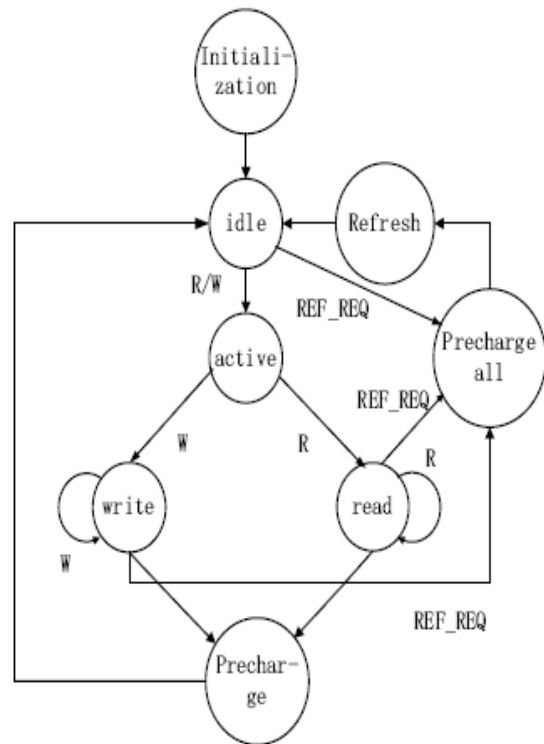 Initiali-
zation
idle
Refresh
R/W
REF_REQ
Precharge
all
active
REF_REQ
W
R
R
write
read
W
REF_REQ
Prechar-
ge